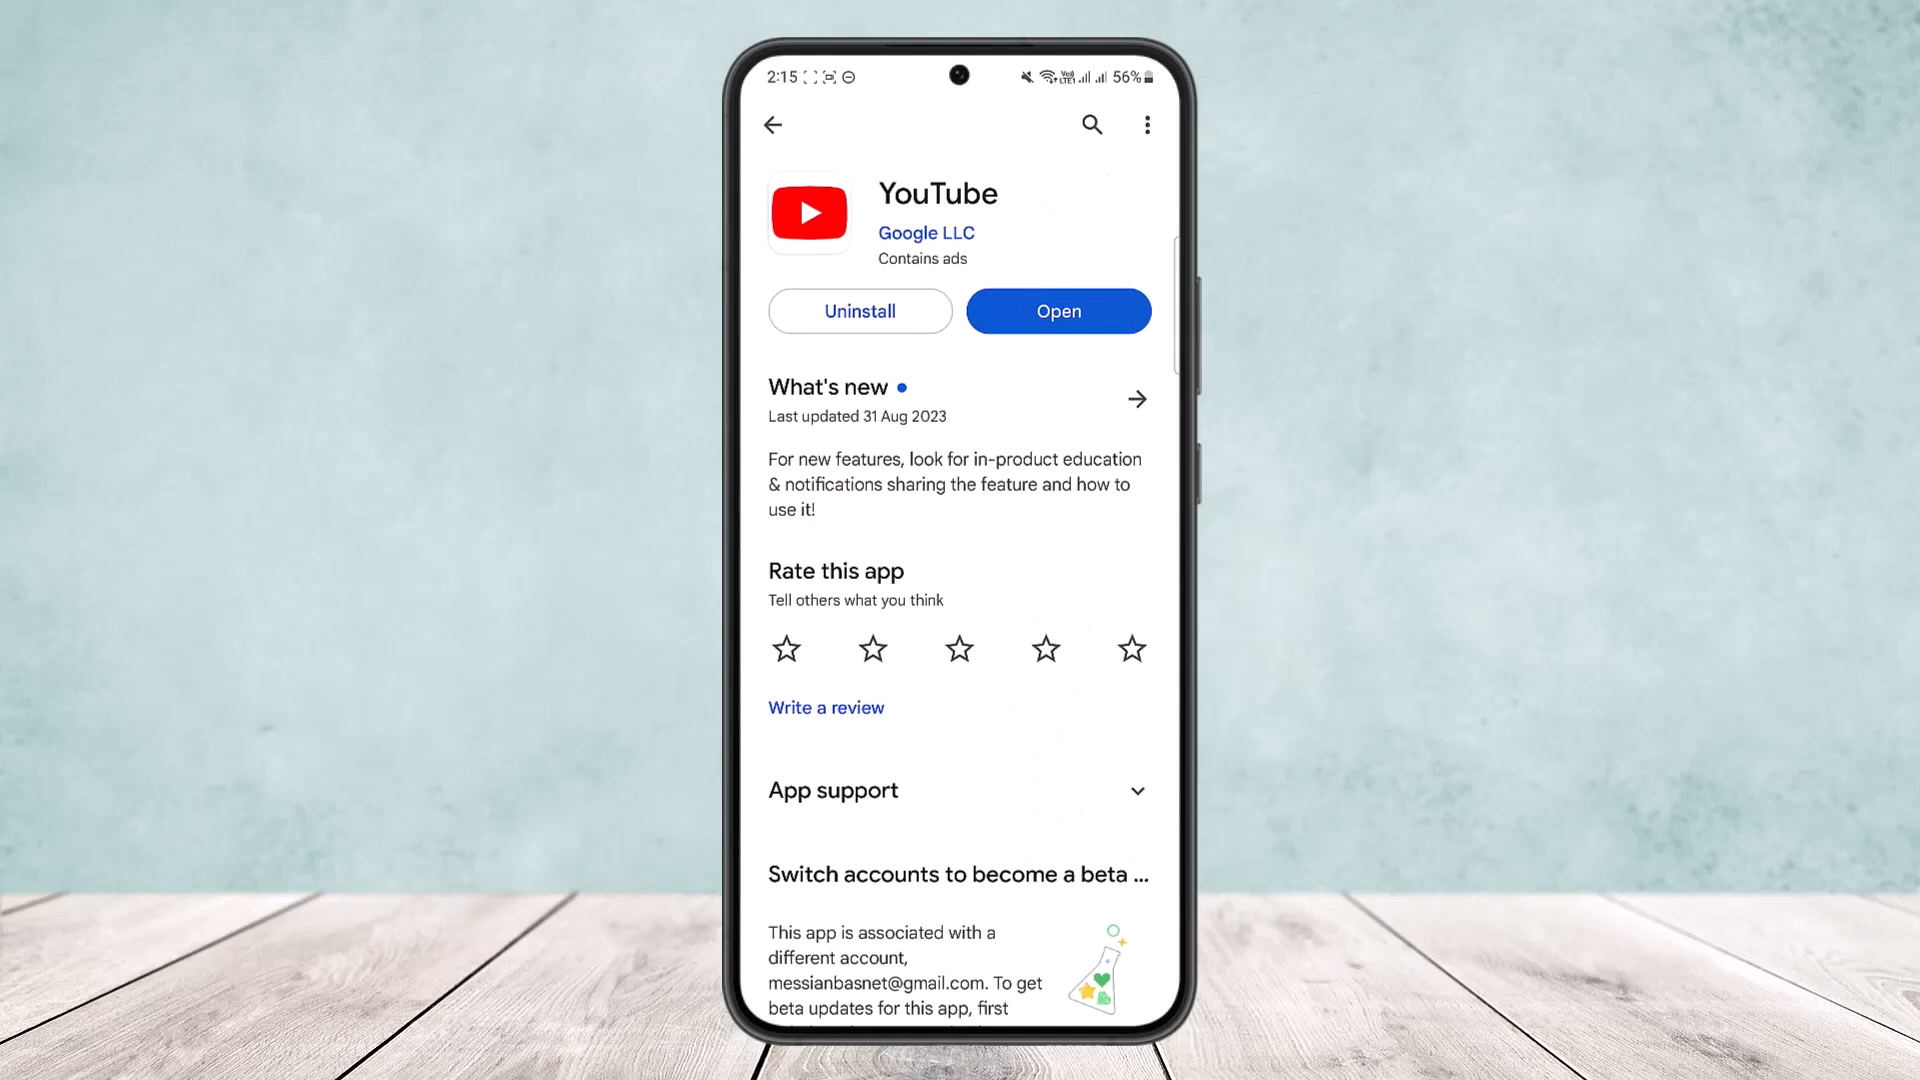 2:15 56%
YouTube
Google LLC
Contains ads
Uninstall Open
What's new
Last updated 31 Aug 2023
For new features, look for in-product education
& notifications sharing the feature and how to
use it!
Rate this app
Tell others what you think
Write a review
App support
Switch accounts to become a beta ...
This app is associated with a
different account,
messianbasnet@gmail.com. To get
beta updates for this app, first